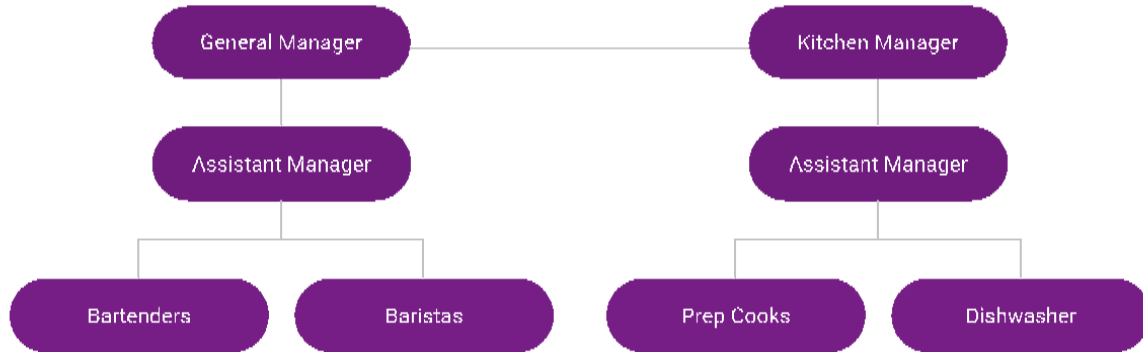 General Manager
Kitchen Manager
Assistant Manager
Assistant Manager
Bartenders
Baristas
Prep Cooks
Dishwasher